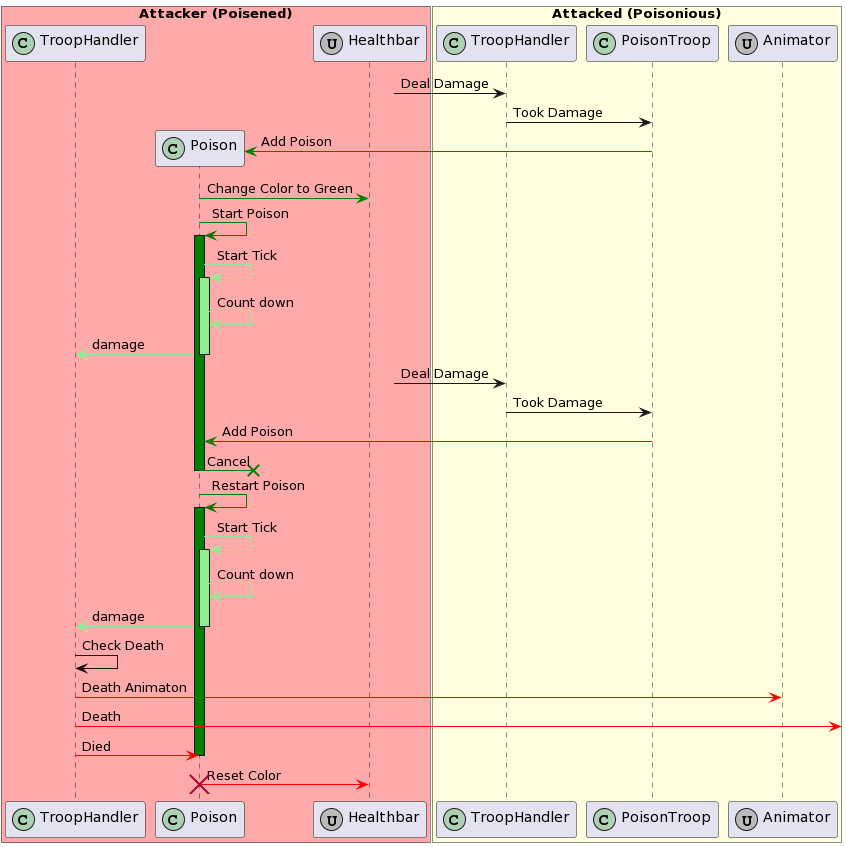 Attacker (Poisened)
Attacked (Poisonious)
C TroopHandler
U Healthbar
C TroopHandler
C PoisonTroop
U Animator
Deal Damage
Took Damage
C Poison
Add Poison
Change Color to Green
Start Poison
Start Tick
Count down
damage
Deal Damage
Took Damage
Add Poison
Cancel
Restart Poison
Start Tick
Count down
damage
Check Death
Death Animaton
Death
Died
Reset Color
C TroopHandler
C Poison
U Healthbar
C TroopHandler
C PoisonTroop
U Animator